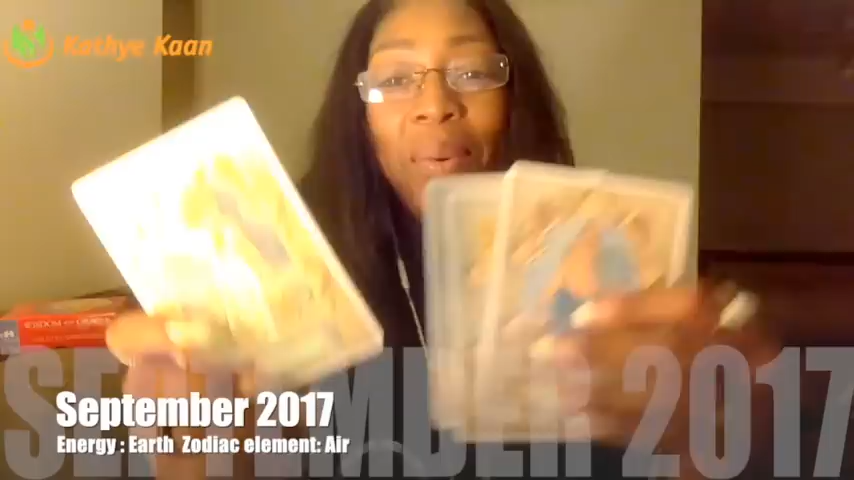 Kathye Kaan
SEPTEMBER 2017
September 2017
Energy : Earth Zodiac element: Air